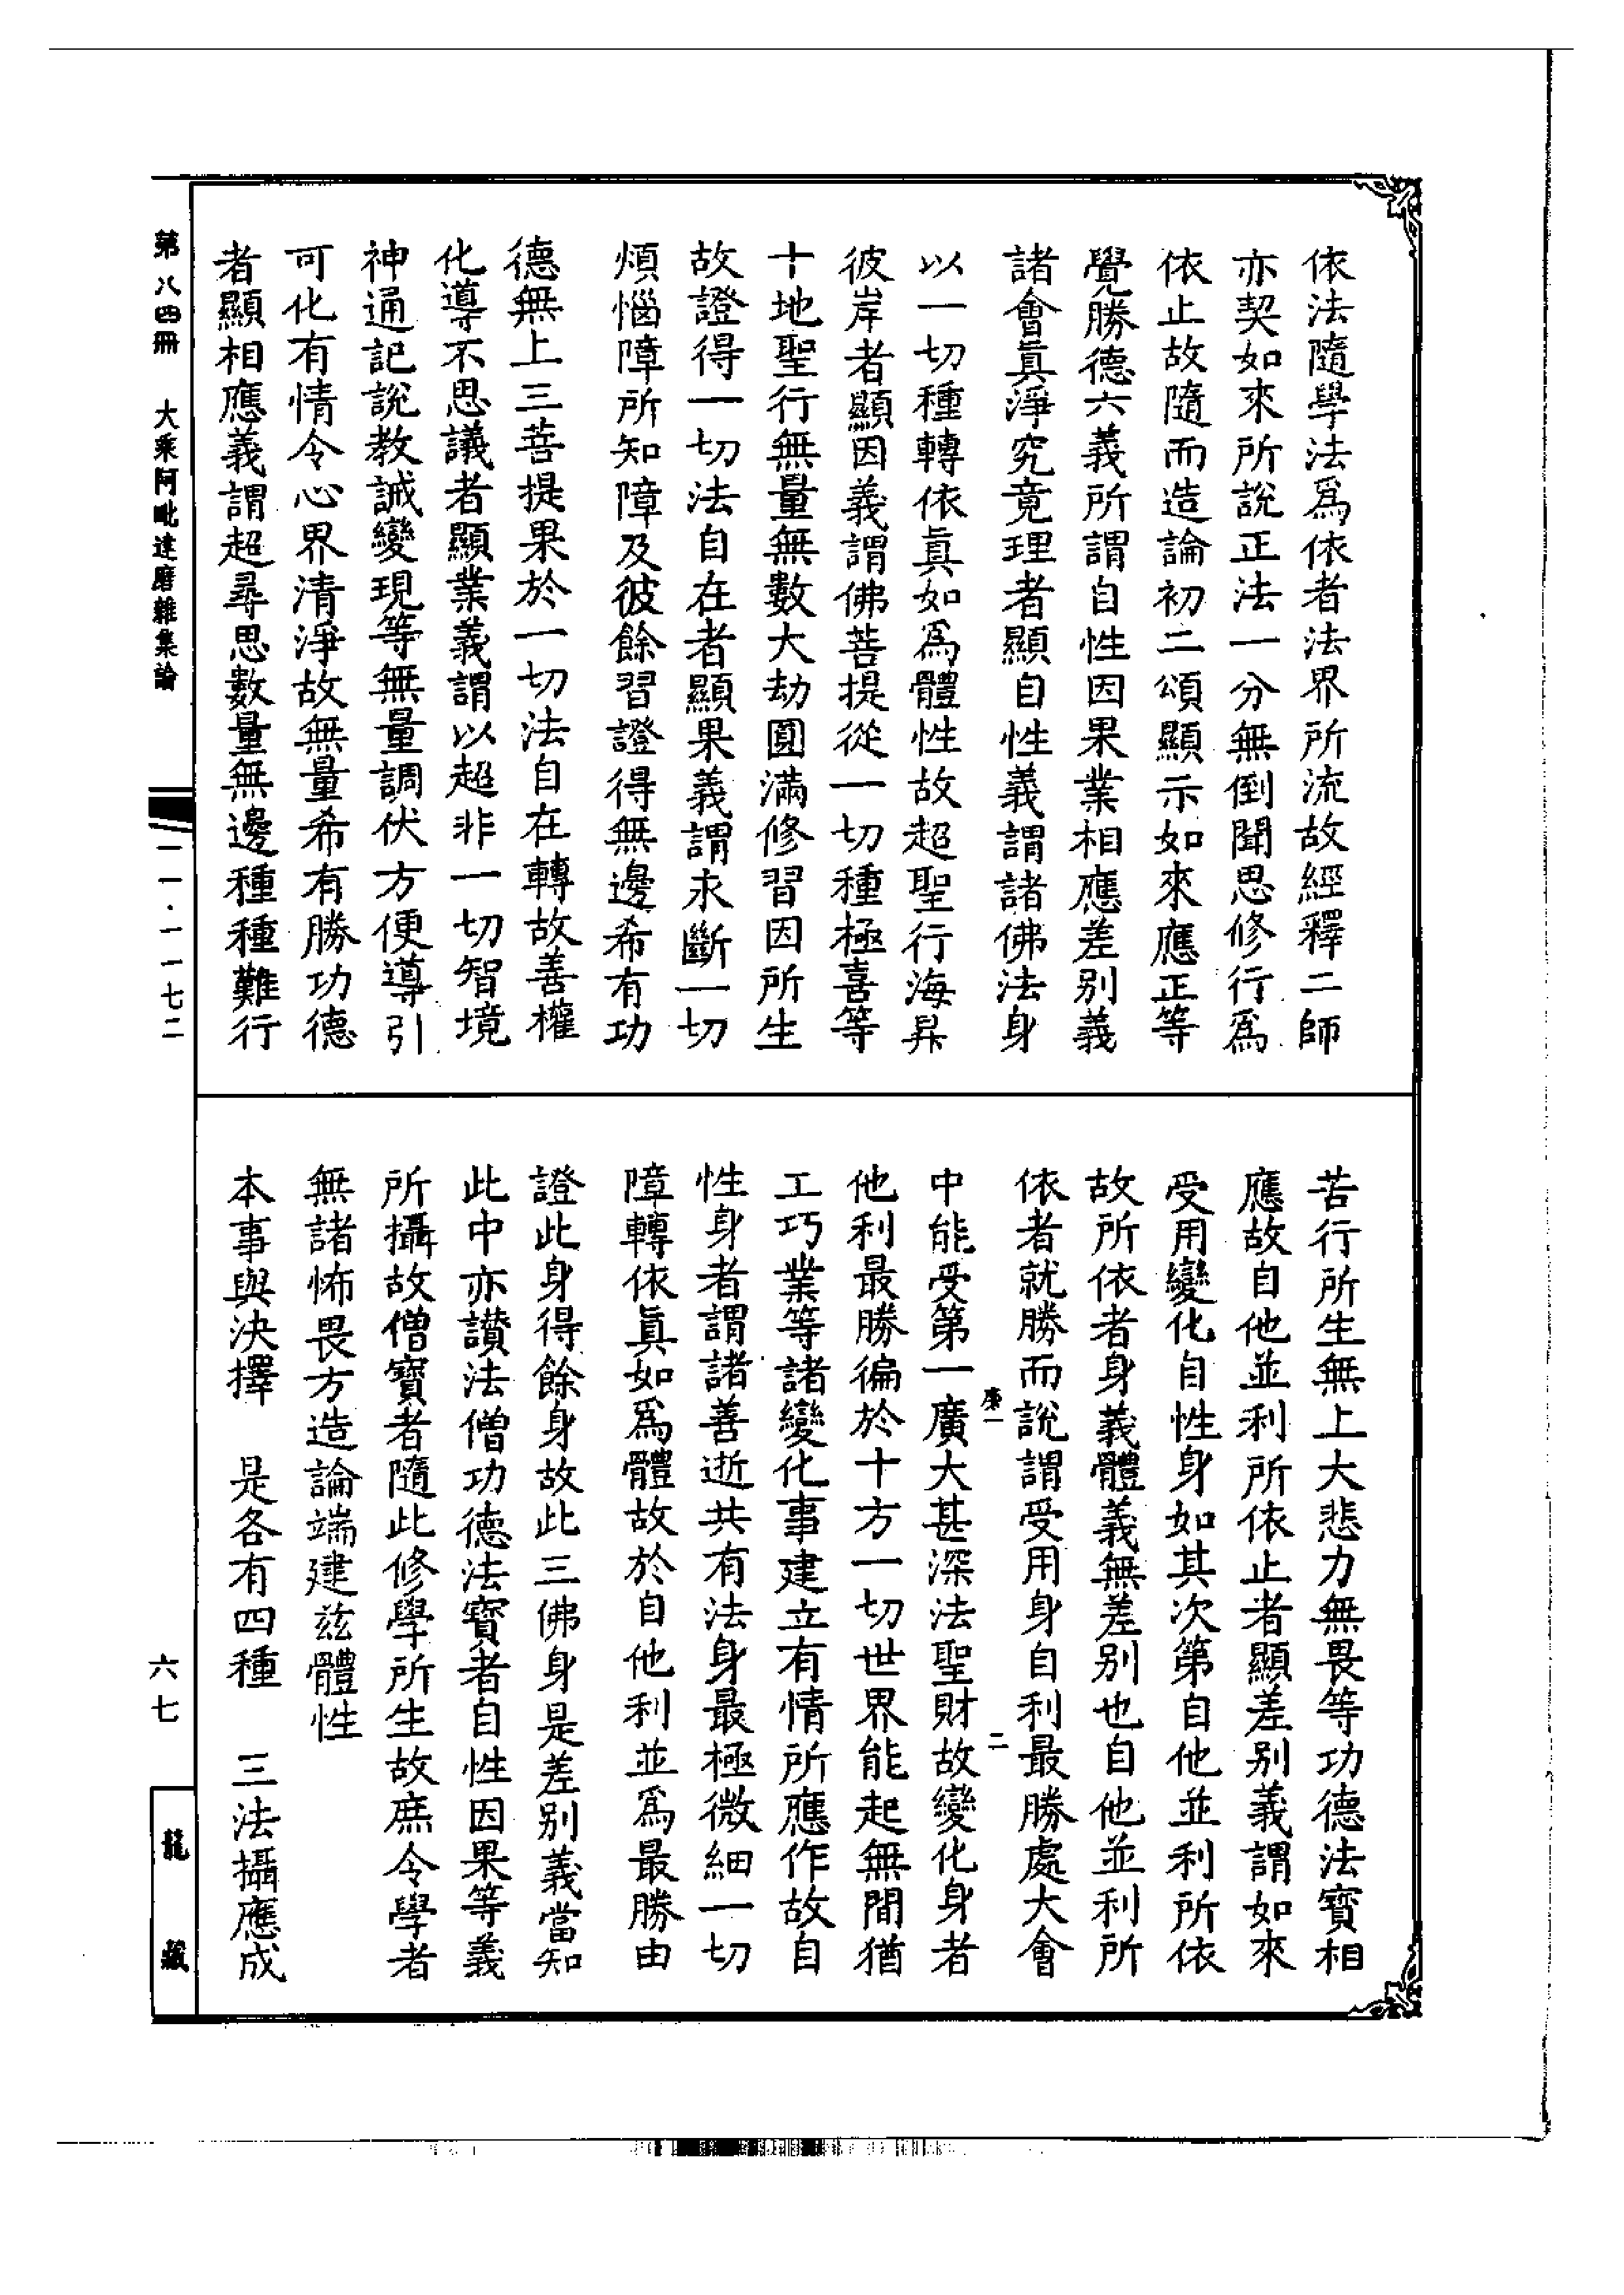 依法隨學法爲依者法界所流故經釋二師
亦契如來所說正法一分無倒聞思修行爲
依止故隨而造論初二頌顯示如來應正等
覺勝德六義所謂自性因果業相應差别義
諸會眞淨究竟理者顯自性義謂諸佛法身
以一切種轉依眞如爲體性故超聖行海昇
彼岸者顯因義謂佛菩提從一切種極喜等
十地聖行無量無數大劫圓滿修習因所生
故證得一切法自在者顯果義謂永斷一切
煩惱障所知障及彼餘習證得無邊希有功
德無上三菩提果於一切法自在轉故善權
化導不思議者顯業義謂以超非一切智境
神通記說教誡變現等無量調伏方便導引
可化有情令心界清淨故無量希有勝功德
者顯相應義謂超尋思數量無邊種種難行
苦行所生無上大悲力無畏等功德法寶相
應故自他並利所依止者顯差别義謂如來
受用變化自性身如其次第自他並利所依
故所依者身義體義無差别也自他並利所
依者就勝而說謂受用身自利最勝處大會
中能受第一廣大甚深法聖財故變化身者
他利最勝徧於十方一切世界能起無間猶
工巧業等諸變化事建立有情所應作故自
性身者謂諸善逝共有法身最極微細一切
障轉依眞如爲體故於自他利並爲最勝由
證此身得餘身故此三佛身是差别義當知
此中亦讚法僧功德法寶者自性因果等義
所攝故僧寶者隨此修學所生故庶令學者
無諸怖畏方造論端建茲體性
本事與決擇　是各有四種　三法攝應成
庚一
二
第八四冊　大乘阿毗達磨雜集論
一一·一一七二
六七
龍藏